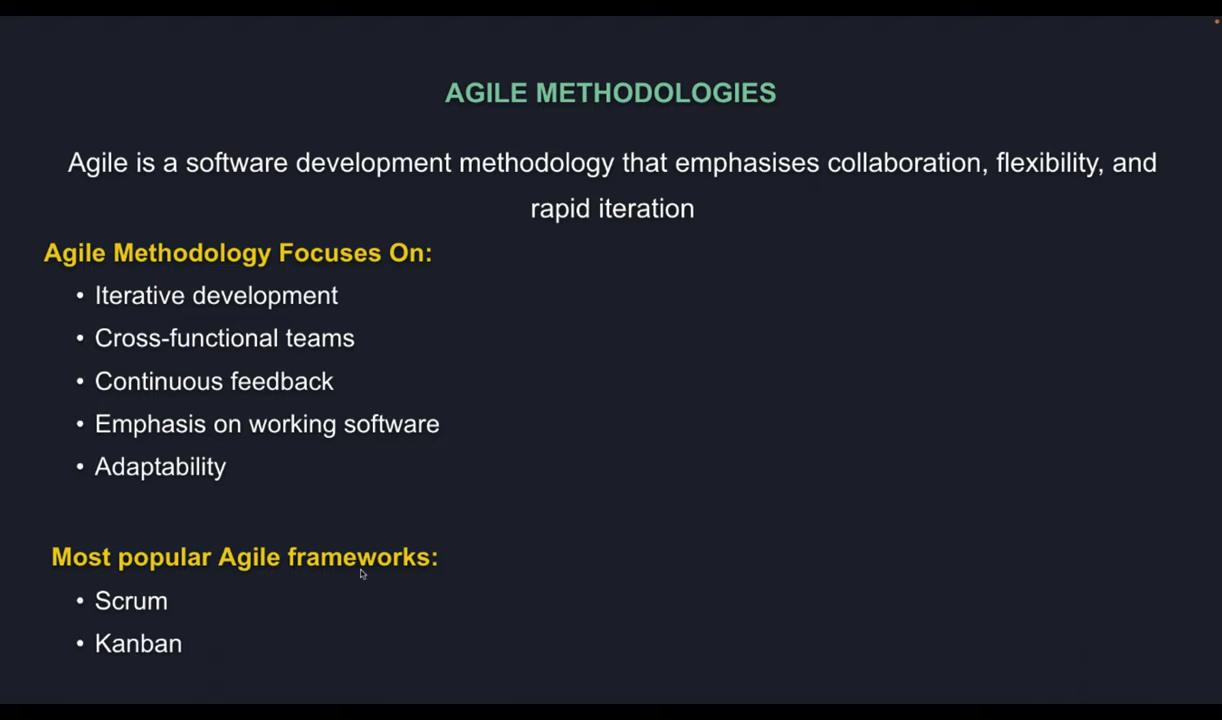 AGILE METHODOLOGIES
Agile is a software development methodology that emphasises collaboration, flexibility, and
rapid iteration
Agile Methodology Focuses On:
• Iterative development
• Cross-functional teams
• Continuous feedback
• Emphasis on working software
• Adaptability
Most popular Agile frameworks:
• Scrum
• Kanban